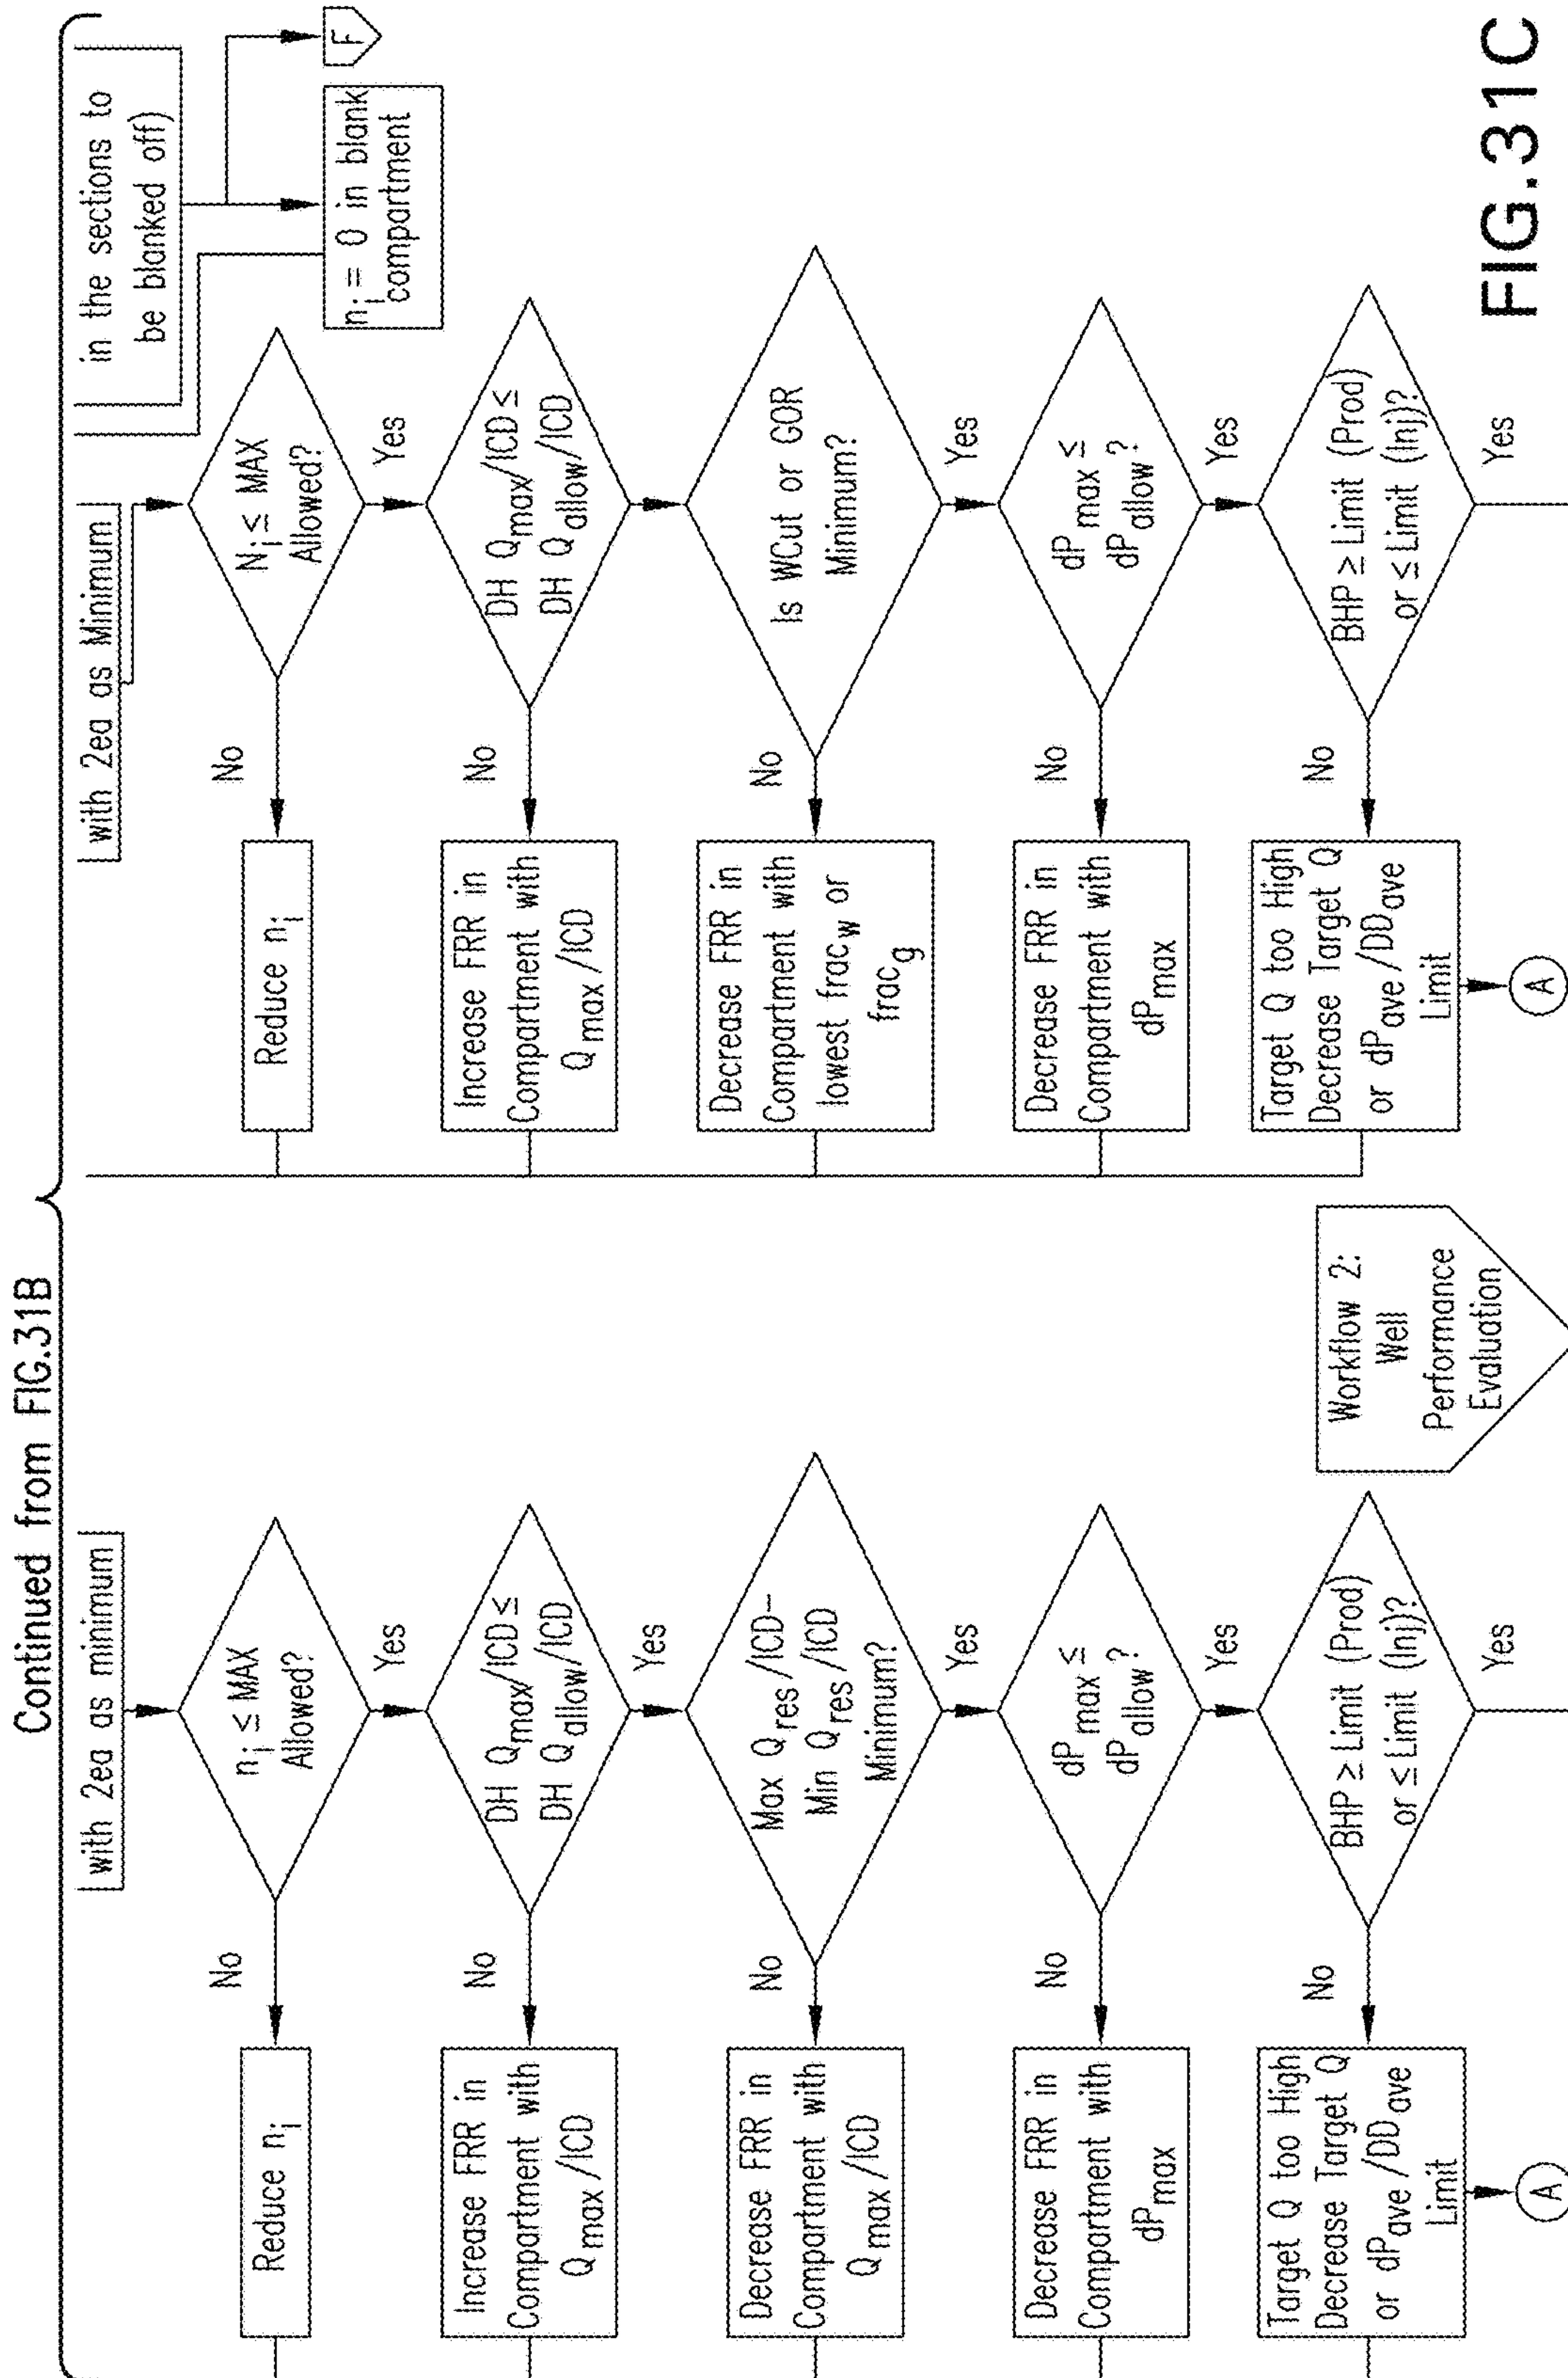 Continued from FIG.31B
with 2ea as minimum
n_i ≤ MAX
Allowed?
No
Yes
Reduce n_i
DH Q_max/ICD ≤
DH Q_allow/ICD
No
Yes
Increase FRR in
Compartment with
Q_max/ICD
Max Q_res/ICD-
Min Q_res/ICD
Minimum?
No
Yes
Decrease FRR in
Compartment with
Q_max/ICD
dP_max ≤
dP_allow?
No
Yes
Decrease FRR in
Compartment with
dP_max
BHP ≥ Limit (Prod)
or ≤ Limit (Inj)?
No
Yes
Target Q too High
Decrease Target Q
or dP_ave/DD_ave
Limit
A
Workflow 2:
Well
Performance
Evaluation
with 2ea as Minimum
N_i ≤ MAX
Allowed?
No
Yes
Reduce n_i
DH Q_max/ICD ≤
DH Q_allow/ICD
No
Increase FRR in
Compartment with
Q_max/ICD
Is WCut or GOR
Minimum?
No
Yes
Decrease FRR in
Compartment with
lowest frac_w or
frac_g
dP_max ≤
dP_allow?
No
Yes
Decrease FRR in
Compartment with
dP_max
BHP ≥ Limit (Prod)
or ≤ Limit (Inj)?
No
Yes
Target Q too High
Decrease Target Q
or dP_ave/DD_ave
Limit
A
in the sections to
be blanked off)
F
n_i = 0 in blank
compartment
FIG.31C